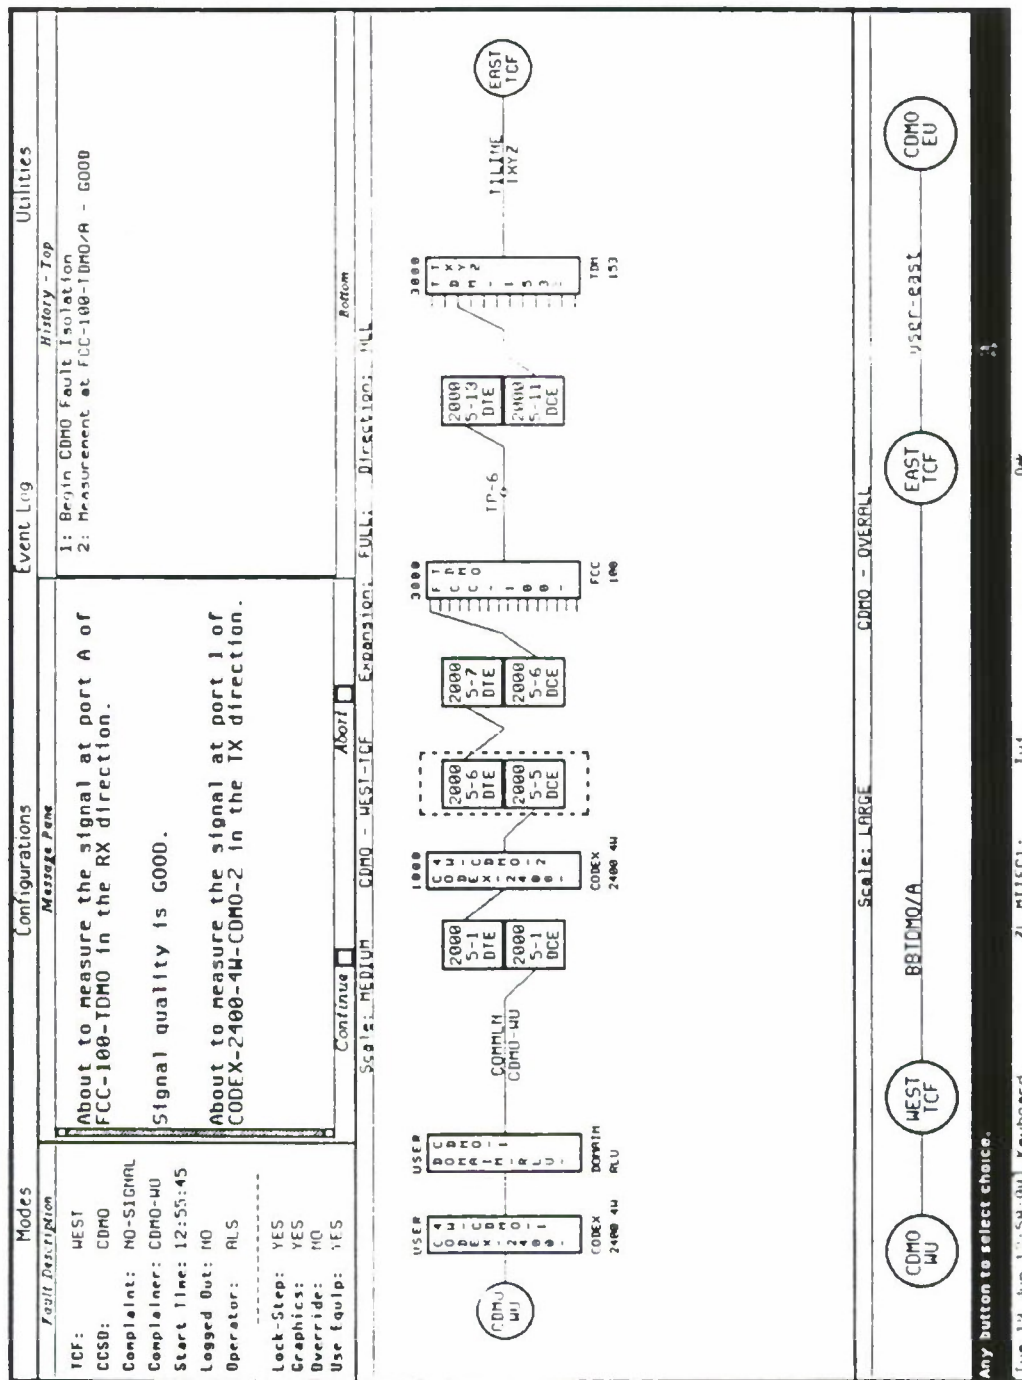 Modes Configurations Event Log Utilities
Fault Description
TCF: WEST
CCSD: CDMO
Complaint: NO-SIGNAL
Complainer: CDMO-WU
Start Time: 12:55:45
Logged Out: NO
Operator: ALS
Lock-Step: YES
Graphics: YES
Override: NO
Use Equip: YES
Message Pane
About to measure the signal at port A of
FCC-100-TDMO in the RX direction.
Signal quality is GOOD.
About to measure the signal at port 1 of
CODEX-2400-4W-CDMO-2 in the TX direction.
Continue Abort
History - Top
1: Begin CDMO Fault Isolation
2: Measurement at FCC-100-TDMO/A - GOOD
Bottom
Scale: MEDIUM CDMO - WEST-TCF Expansion: FULL: Direction:
CDMO
WU
USER
CODEX
2400 4W
USER
DOMAIN
RLU
COMMLN
CDMO-WU
2000
5-1
DTE
2000
5-1
DCE
1000
CODEX
2400 4W
2000
5-6
DTE
2000
5-5
DCE
2000
5-7
DTE
2000
5-6
DCE
3000
FCC
100
TD-6
2000
5-13
DTE
2000
5-11
DCE
3000
TDM
153
EAST
TCF
Scale: LARGE CDMO - OVERALL
CDMO
WU
WEST
TCF
BBTDMO/A
EAST
TCF
user-east
CDMO
EU
Any button to select choice.